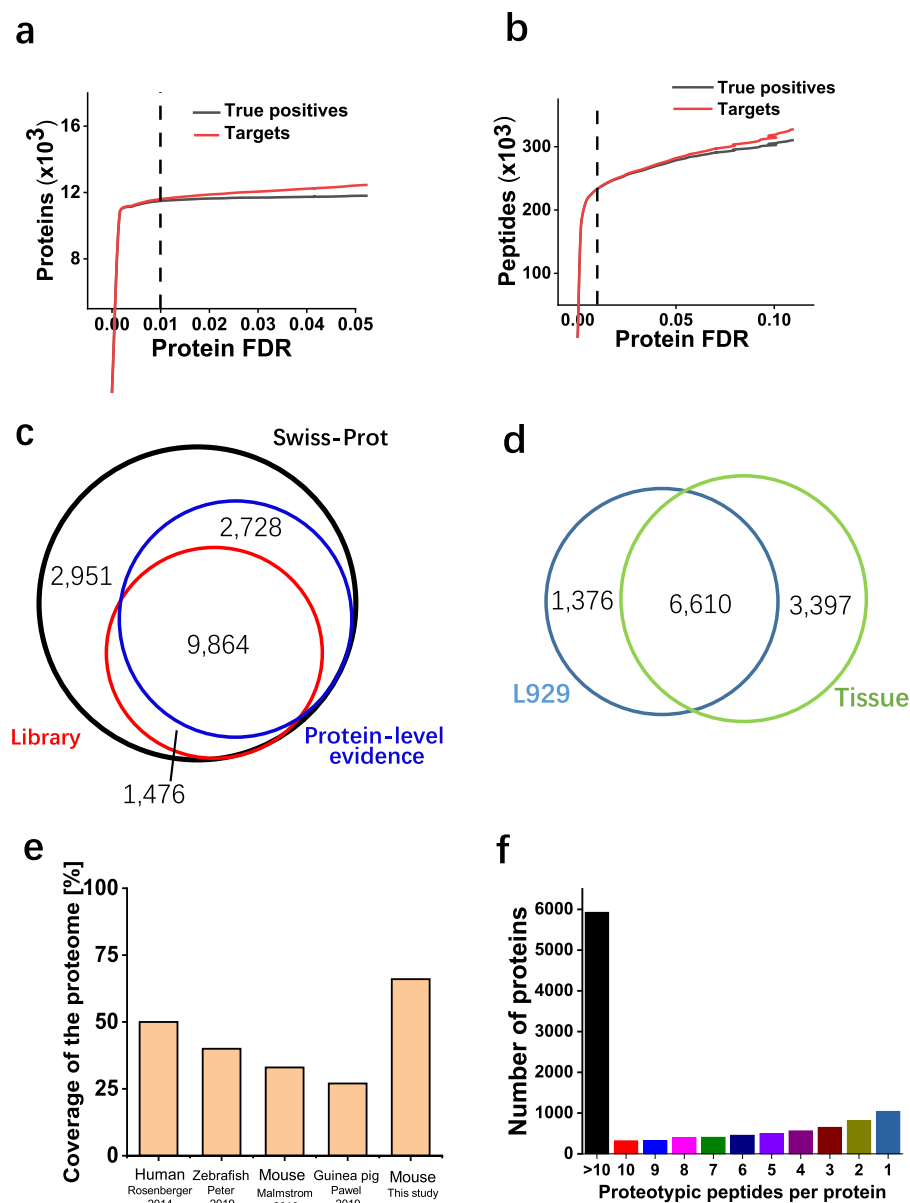 a
Proteins (x10³)
16
12
8
True positives
Targets
0.00 0.01 0.02 0.03 0.04 0.05
Protein FDR
b
Peptides (x10³)
300
200
100
True positives
Targets
0.00 0.05 0.10
Protein FDR
c
Swiss-Prot
2,728
2,951
9,864
Library
Protein-level
evidence
1,476
d
1,376
6,610
3,397
L929
Tissue
e
Coverage of the proteome [%]
100
75
50
25
0
Human Zebrafish Mouse Guinea pig Mouse
Rosenberger Peter Malmstrom Pawel This study
f
Number of proteins
6000
5000
4000
3000
2000
1000
0
>10 10 9 8 7 6 5 4 3 2 1
Proteotypic peptides per protein